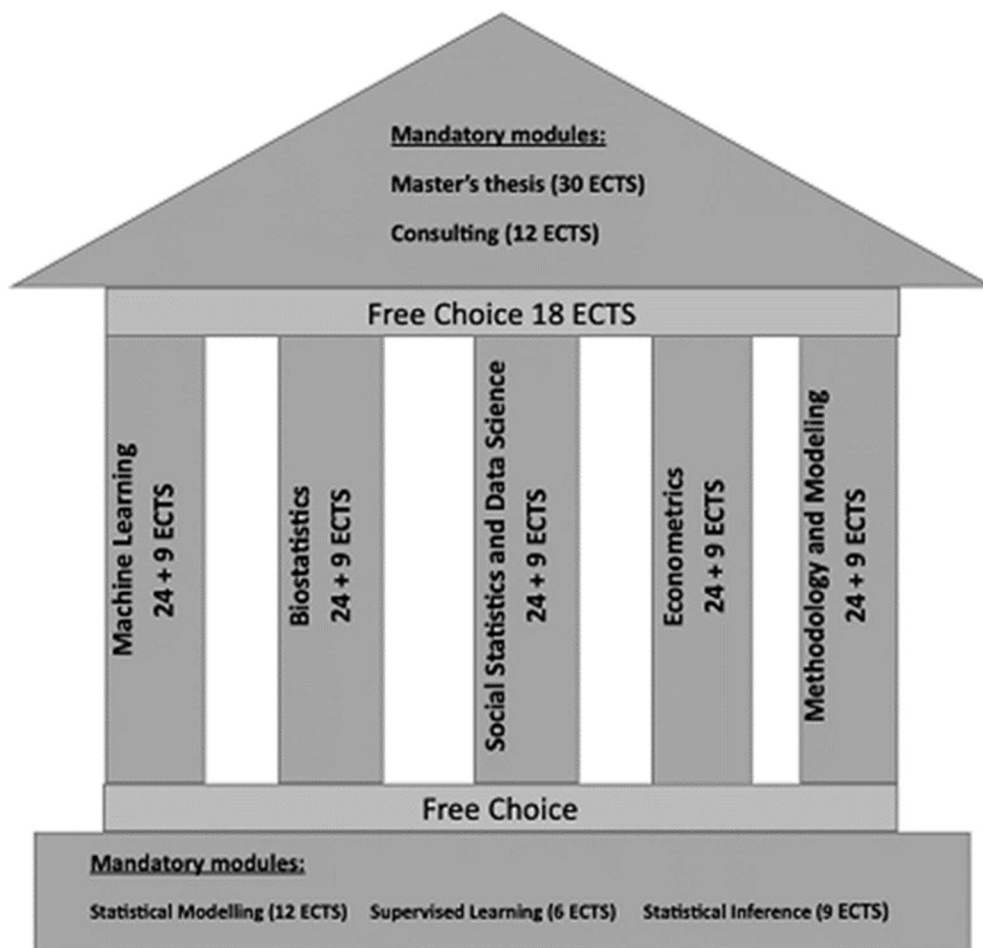 Mandatory modules:
Master's thesis (30 ECTS)
Consulting (12 ECTS)
Free Choice 18 ECTS
Machine Learning
24 + 9 ECTS
Biostatistics
24 + 9 ECTS
Social Statistics and Data Science
24 + 9 ECTS
Econometrics
24 + 9 ECTS
Methodology and Modeling
24 + 9 ECTS
Free Choice
Mandatory modules:
Statistical Modelling (12 ECTS) Supervised Learning (6 ECTS) Statistical Inference (9 ECTS)